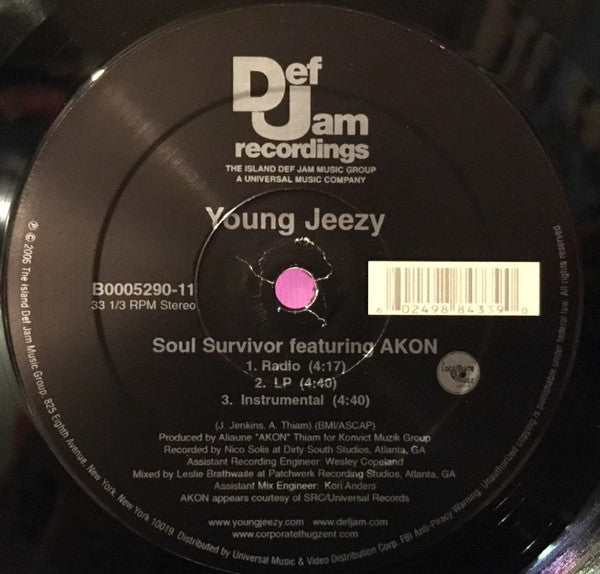 Def
Jam
recordings
THE ISLAND DEF JAM MUSIC GROUP
A UNIVERSAL MUSIC COMPANY
Young Jeezy
B0005290-11
33 1/3 RPM Stereo
6 02498 84339 0
Soul Survivor featuring AKON
1. Radio (4:17)
2. LP (4:40)
3. Instrumental (4:40)
(J. Jenkins, A. Thiam) (BMI/ASCAP)
Produced by Aliaune "AKON" Thiam for Konvict Muzik Group
Recorded by Nico Solis at Dirty South Studios, Atlanta, GA
Assistant Recording Engineer: Wesley Copeland
Mixed by Leslie Brathwaite at Patchwerk Recording Studios, Atlanta, GA
Assistant Mix Engineer: Kori Anders
AKON appears courtesy of SRC/Universal Records
www.youngjeezy.com www.defjam.com
www.corporatethugzent.com
℗ © 2005 The Island Def Jam Music Group, 825 Eighth Avenue, New York, New York 10019. Distributed by Universal Music & Video Distribution Corp. FBI Anti-Piracy Warning: Unauthorized copying is punishable under federal law. All rights reserved.